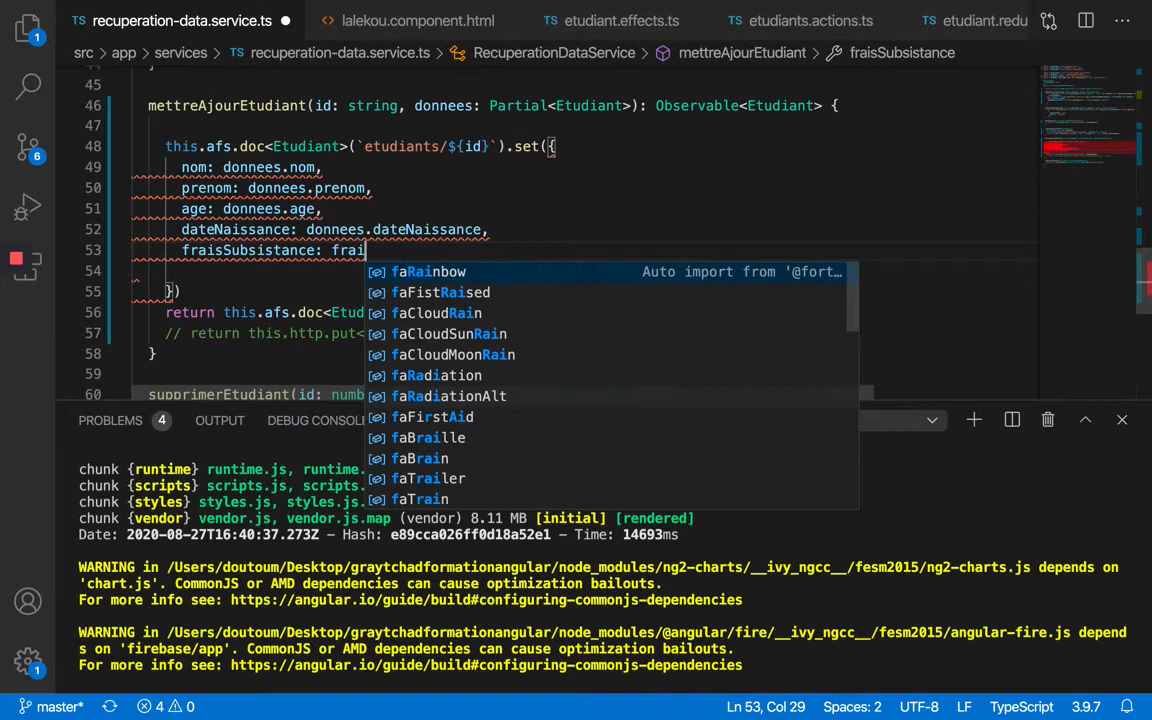 recuperation-data.service.ts
lalekou.component.html
TS etudiant.effects.ts
TS etudiants.actions.ts
TS etudiant.redu
src > app > services > TS recuperation-data.service.ts > RecuperationDataService > mettreAjourEtudiant > fraisSubsistance
45
46 mettreAjourEtudiant(id: string, donnees: Partial<Etudiant>): Observable<Etudiant> {
47
48 this.afs.doc<Etudiant>(`etudiants/${id}`).set({
49 nom: donnees.nom,
50 prenom: donnees.prenom,
51 age: donnees.age,
52 dateNaissance: donnees.dateNaissance,
53 fraisSubsistance: frai
54
55 })
56 return this.afs.doc<Etud
57 // return this.http.put<
58 }
59
60 supprimerEtudiant(id: numb
faRainbow Auto import from '@fort…
faFistRaised
faCloudRain
faCloudSunRain
faCloudMoonRain
faRadiation
faRadiationAlt
faFirstAid
faBraille
faBrain
faTrailer
faTrain
PROBLEMS 4 OUTPUT DEBUG CONSOLE
chunk {runtime} runtime.js, runtime.
chunk {scripts} scripts.js, scripts.
chunk {styles} styles.js, styles.js.
chunk {vendor} vendor.js, vendor.js.map (vendor) 8.11 MB [initial] [rendered]
Date: 2020-08-27T16:40:37.273Z – Hash: e89cca026ff0d18a52e1 – Time: 14693ms
WARNING in /Users/doutoum/Desktop/graytchadformationangular/node_modules/ng2-charts/__ivy_ngcc__/fesm2015/ng2-charts.js depends on
'chart.js'. CommonJS or AMD dependencies can cause optimization bailouts.
For more info see: https://angular.io/guide/build#configuring-commonjs-dependencies
WARNING in /Users/doutoum/Desktop/graytchadformationangular/node_modules/@angular/fire/__ivy_ngcc__/fesm2015/angular-fire.js depend
s on 'firebase/app'. CommonJS or AMD dependencies can cause optimization bailouts.
For more info see: https://angular.io/guide/build#configuring-commonjs-dependencies
1
6
1
master* 4 0 Ln 53, Col 29 Spaces: 2 UTF-8 LF TypeScript 3.9.7